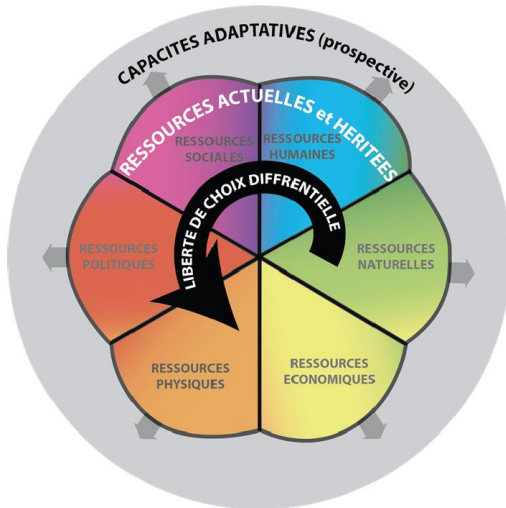 CAPACITES ADAPTATIVES (prospective)
RESSOURCES ACTUELLES et HERITEES
RESSOURCES
SOCIALES
RESSOURCES
HUMAINES
LIBERTE DE CHOIX DIFFRENTIELLE
RESSOURCES
POLITIQUES
RESSOURCES
NATURELLES
RESSOURCES
PHYSIQUES
RESSOURCES
ECONOMIQUES